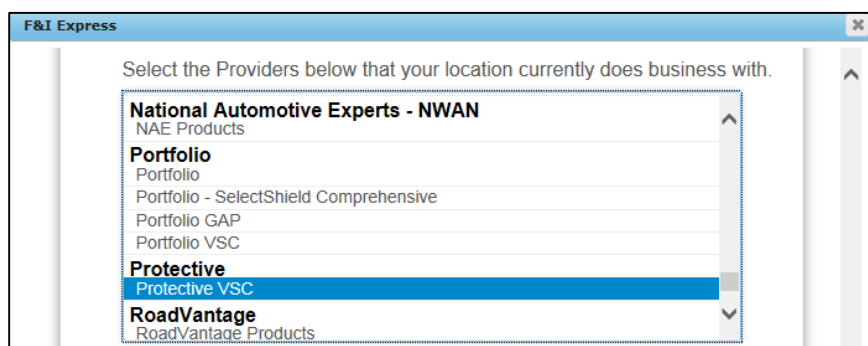 F&I Express
Select the Providers below that your location currently does business with.
National Automotive Experts - NWAN
NAE Products
Portfolio
Portfolio
Portfolio - SelectShield Comprehensive
Portfolio GAP
Portfolio VSC
Protective
Protective VSC
RoadVantage
RoadVantage Products